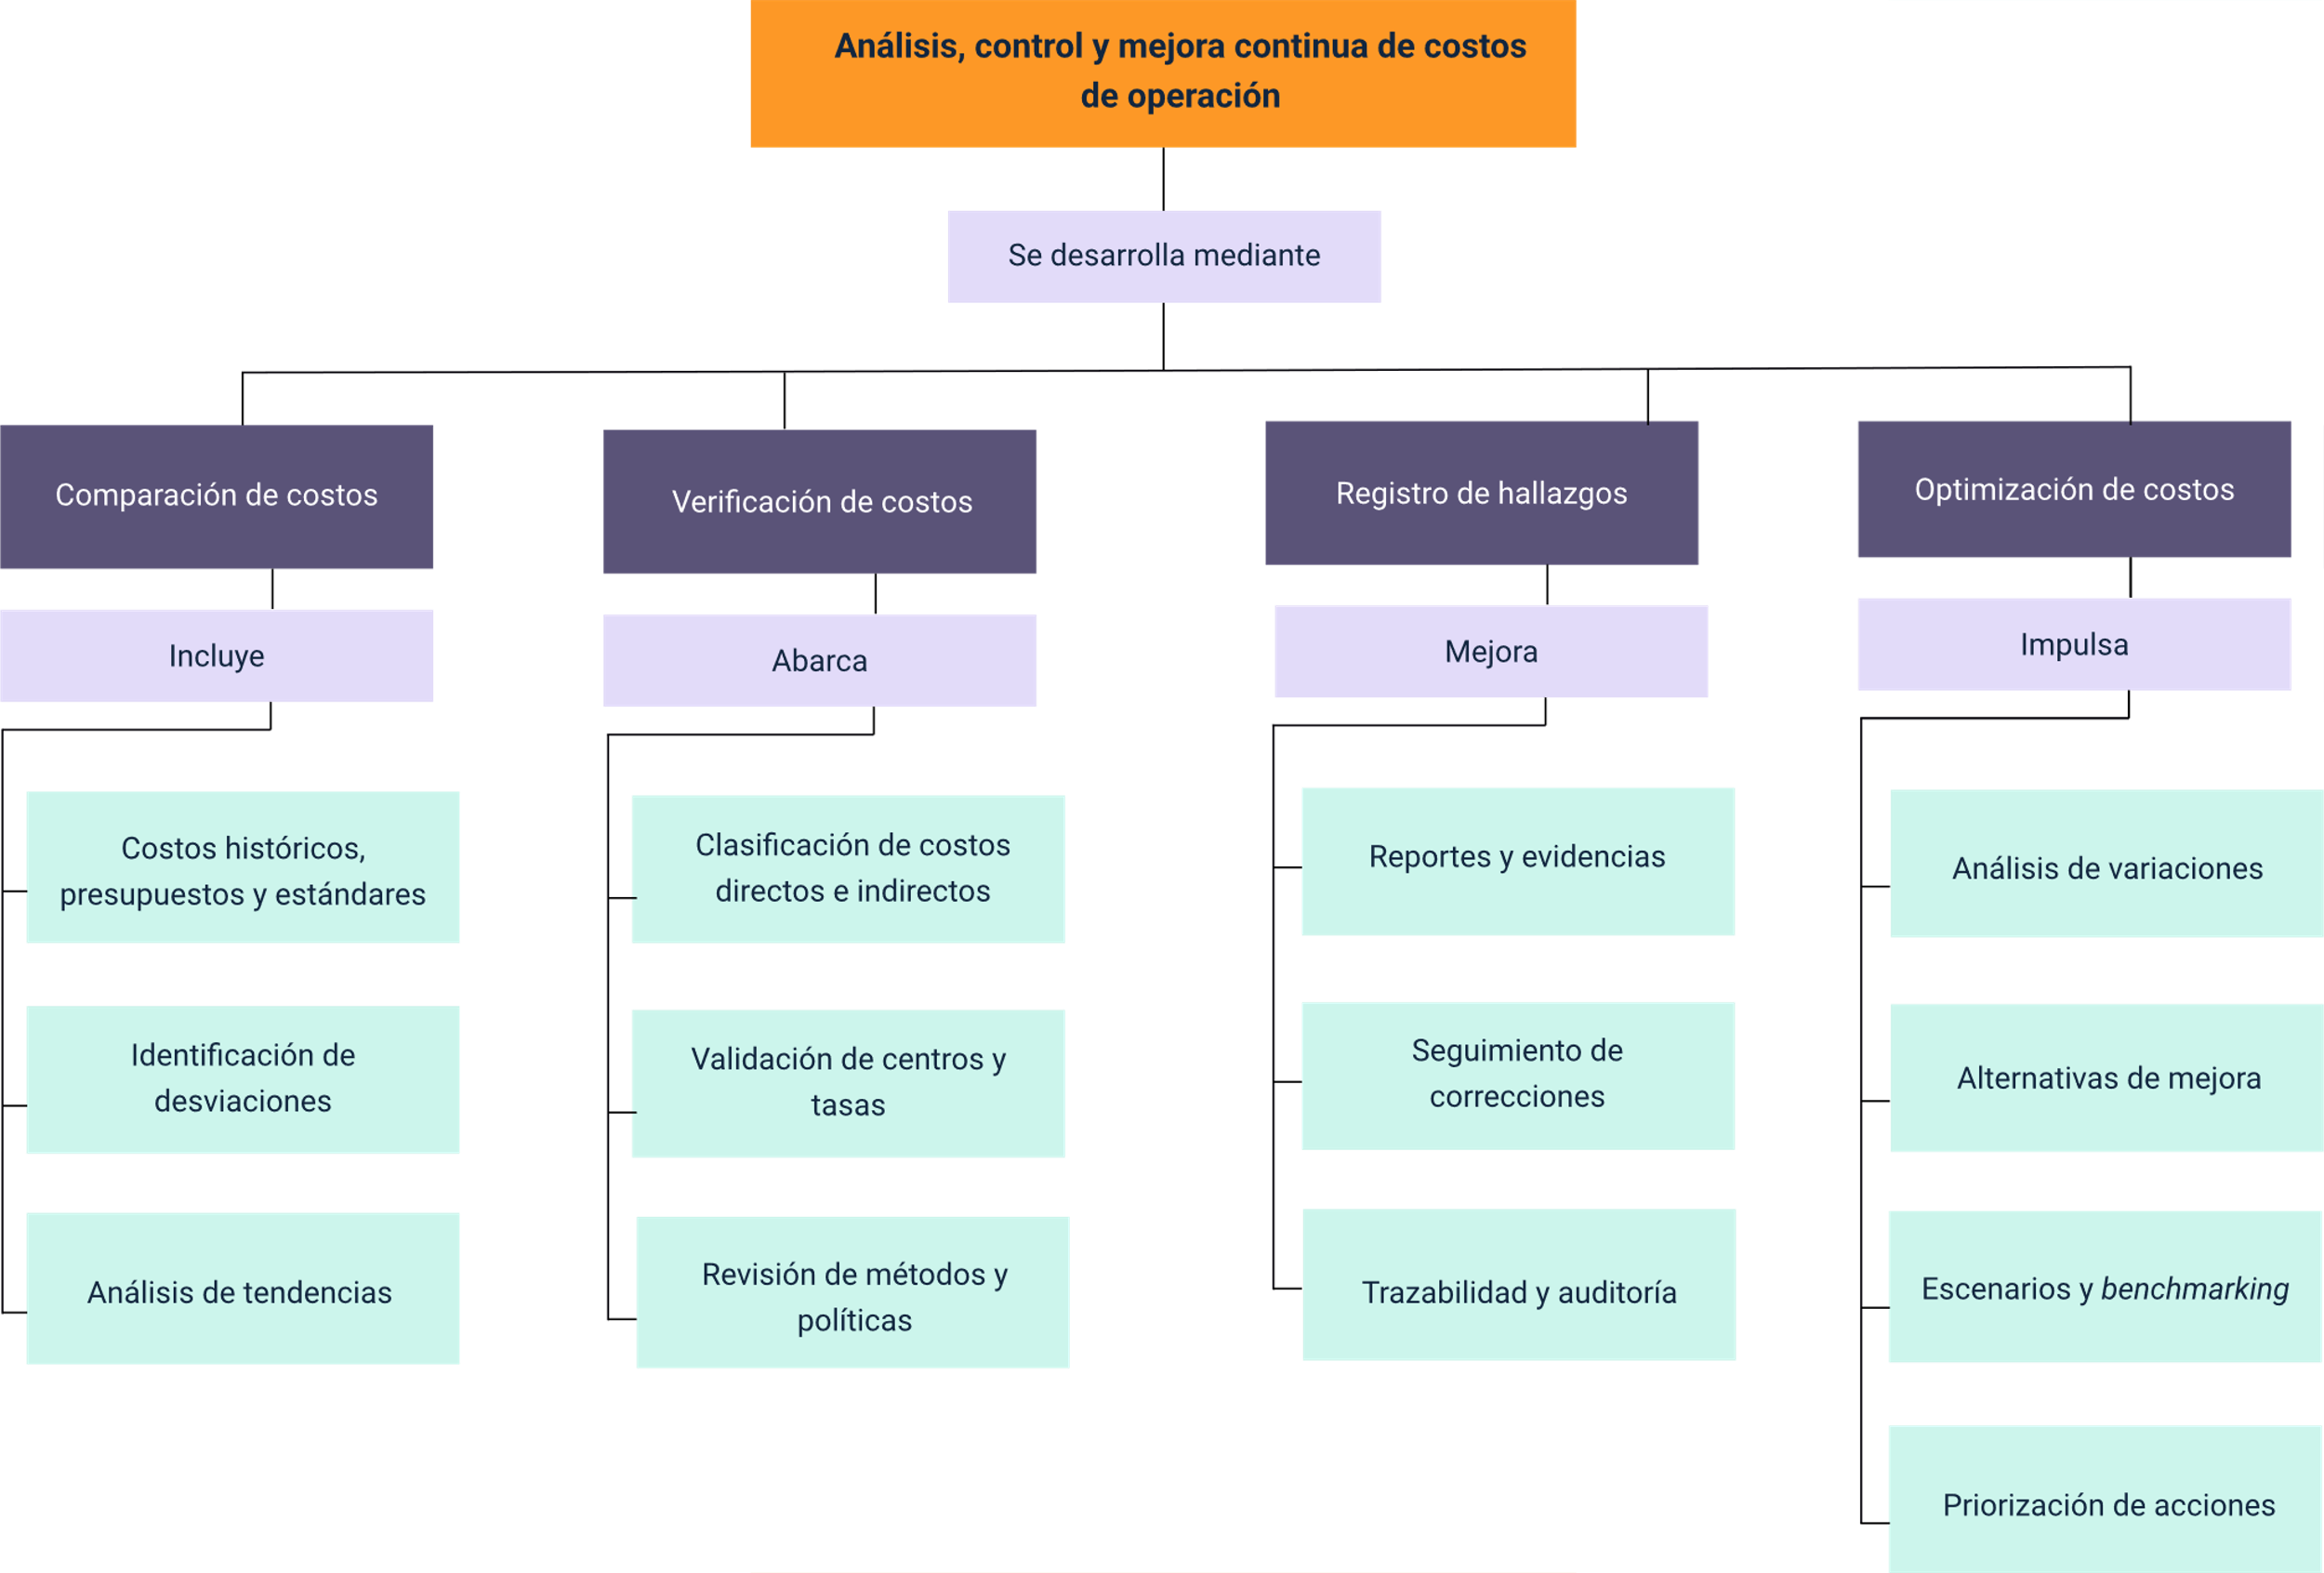 Análisis, control y mejora continua de costos
de operación
Se desarrolla mediante
Comparación de costos
Incluye
Costos históricos,
presupuestos y estándares
Identificación de
desviaciones
Análisis de tendencias
Verificación de costos
Abarca
Clasificación de costos
directos e indirectos
Validación de centros y
tasas
Revisión de métodos y
políticas
Registro de hallazgos
Mejora
Reportes y evidencias
Seguimiento de
correcciones
Trazabilidad y auditoría
Optimización de costos
Impulsa
Análisis de variaciones
Alternativas de mejora
Escenarios y benchmarking
Priorización de acciones